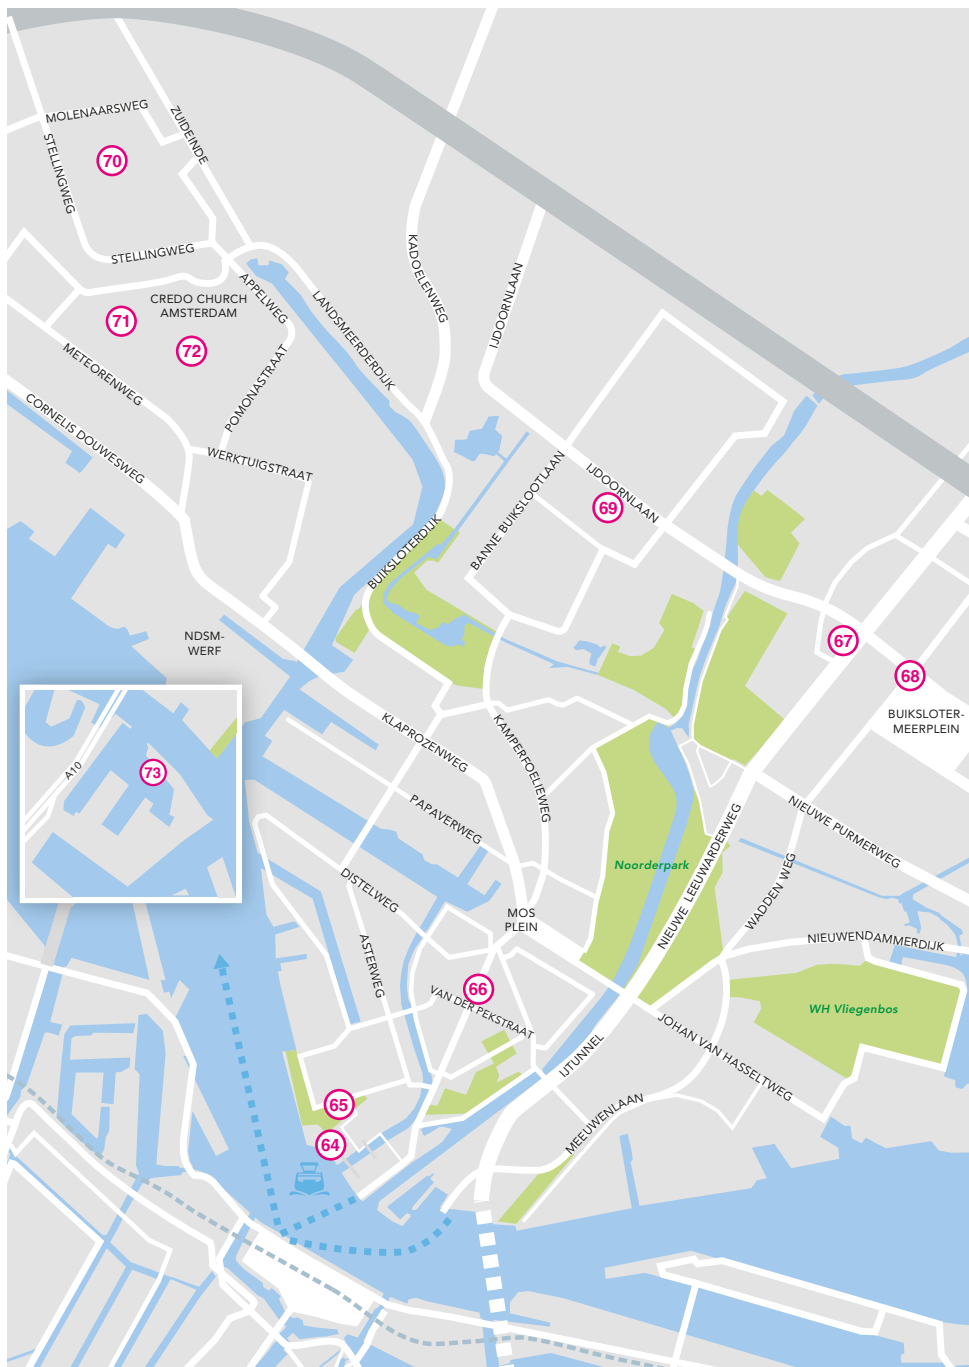 MOLENAARSWEG
ZUIDEINDE
STELLINGWEG
70
STELLINGWEG
APPELWEG
KADOELENWEG
IJDOORNLAAN
LANDSMEERDERDIJK
CREDO CHURCH
AMSTERDAM
71
72
METEORENWEG
POMONASTRAAT
CORNELIS DOUWESWEG
WERKTUIGSTRAAT
BANNE BUIKSLOOTLAAN
IJDOORNLAAN
69
BUIKSLOTERDIJK
NDSM-
WERF
67
68
BUIKSLOTER-
MEERPLEIN
KLAPROZENWEG
KAMPERFOELIEWEG
A10
73
PAPAVERWEG
NIEUWE PURMERWEG
NIEUWE LEEUWARDERWEG
WADDEN WEG
Noorderpark
DISTELWEG
MOS
PLEIN
ASTERWEG
NIEUWENDAMMERDIJK
66
VAN DER PEKSTRAAT
WH Vliegenbos
IJTUNNEL
JOHAN VAN HASSELTWEG
65
MEEUWENLAAN
64